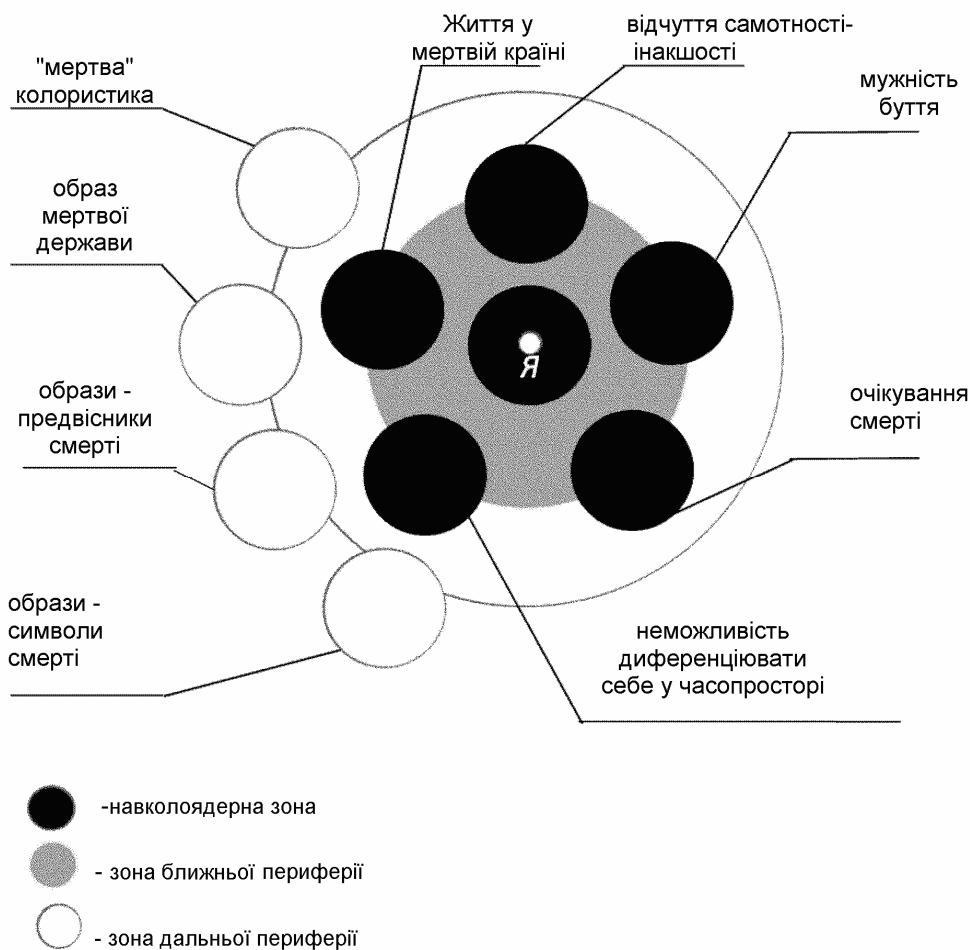 Життя у
мертвій країні
відчуття самотності-
інакшості
"мертва"
колористика
мужність
буття
образ
мертвої
держави
Я
образи -
предвісники
смерті
очікування
смерті
образи -
символи
смерті
неможливість
диференціювати
себе у часопросторі
-навколоядерна зона
- зона ближньої периферії
- зона дальньої периферії